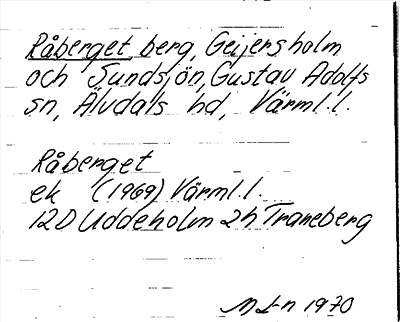 Råberget berg, Geijersholm
och Sundsjön, Gustav Adolfs
sn, Älvdals hd, Värml.l.
Råberget
ek (1969) Värml.l.
12D Uddeholm 2h Traneberg
1970